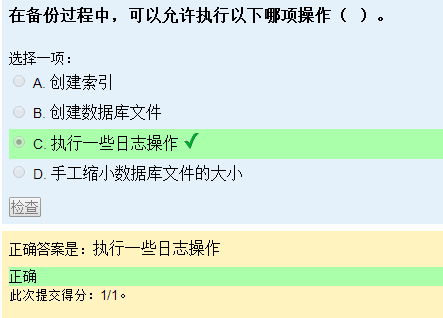 在备份过程中，可以允许执行以下哪项操作（ ）。
选择一项：
A. 创建索引
B. 创建数据库文件
C. 执行一些日志操作
D. 手工缩小数据库文件的大小
检查
正确答案是：执行一些日志操作
正确
此次提交得分：1/1。